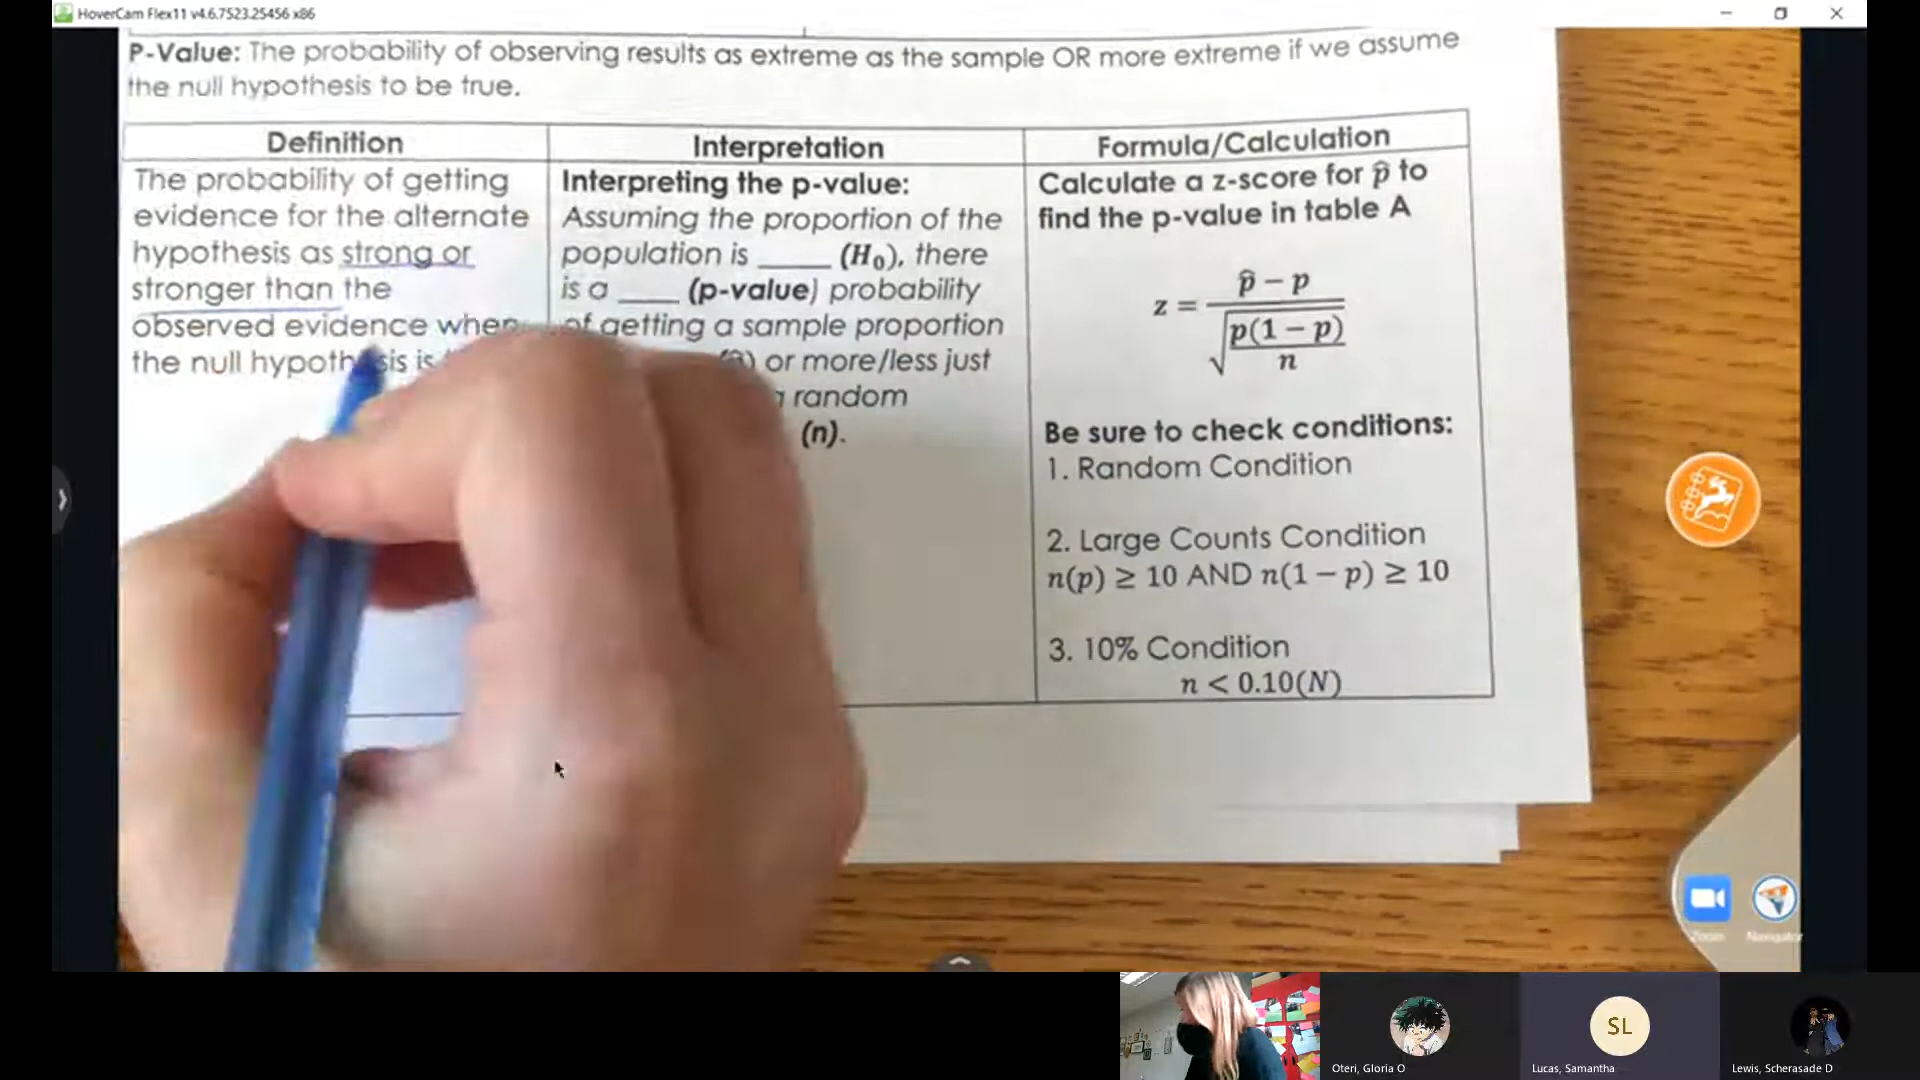 HoverCam Flex11 v4.6.7523.25456 x86
P-Value: The probability of observing results as extreme as the sample OR more extreme if we assume
the null hypothesis to be true.
Definition
The probability of getting
evidence for the alternate
hypothesis as strong or
stronger than the
observed evidence when
the null hypothesis is
Interpretation
Interpreting the p-value:
Assuming the proportion of the
population is _____ (H₀), there
is a ____ (p-value) probability
of getting a sample proportion
or more/less just
random
(n).
Formula/Calculation
Calculate a z-score for p̂ to
find the p-value in table A
z = (p̂ − p) / √(p(1 − p)/n)
Be sure to check conditions:
1. Random Condition
2. Large Counts Condition
n(p) ≥ 10 AND n(1 − p) ≥ 10
3. 10% Condition
n < 0.10(N)
Zoom
Navigator
Oteri, Gloria O
SL
Lucas, Samantha
Lewis, Scherasade D